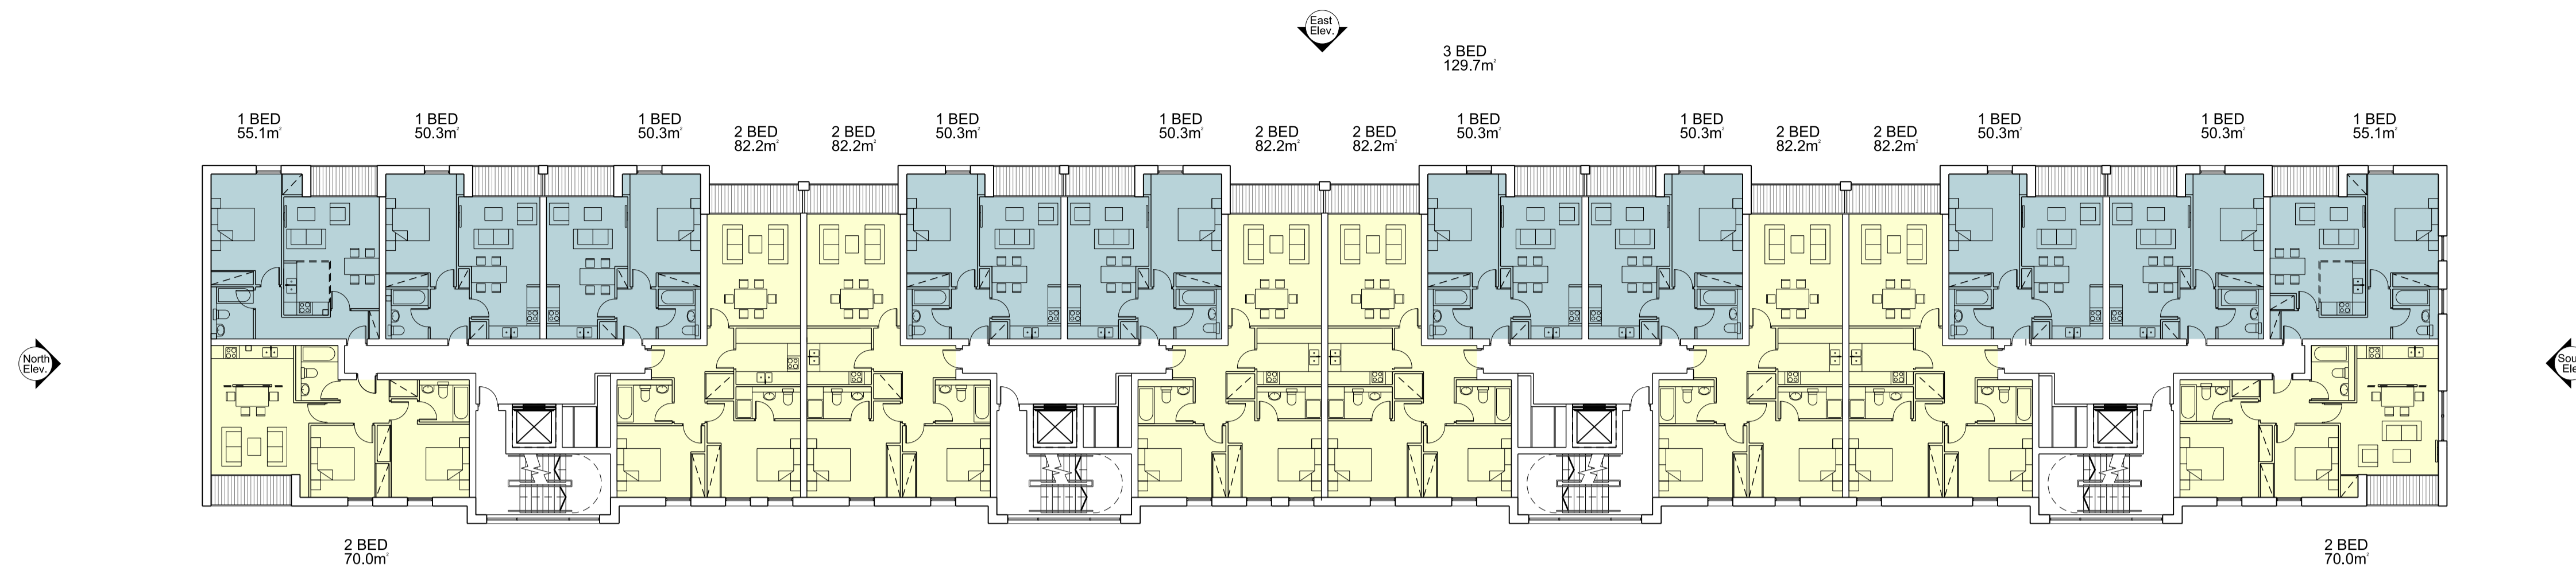 East
Elev.
3 BED
129.7m²
1 BED
55.1m²
1 BED
50.3m²
1 BED
50.3m²
2 BED
82.2m²
2 BED
82.2m²
1 BED
50.3m²
1 BED
50.3m²
2 BED
82.2m²
2 BED
82.2m²
1 BED
50.3m²
1 BED
50.3m²
2 BED
82.2m²
2 BED
82.2m²
1 BED
50.3m²
1 BED
50.3m²
1 BED
55.1m²
North
Elev.
Sou
Ele
2 BED
70.0m²
2 BED
70.0m²